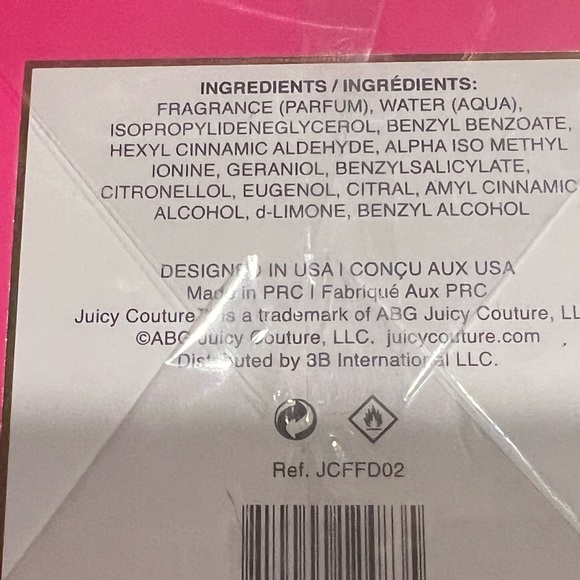 INGREDIENTS / INGRÉDIENTS:
FRAGRANCE (PARFUM), WATER (AQUA),
ISOPROPYLIDENEGLYCEROL, BENZYL BENZOATE,
HEXYL CINNAMIC ALDEHYDE, ALPHA ISO METHYL
IONINE, GERANIOL, BENZYLSALICYLATE,
CITRONELLOL, EUGENOL, CITRAL, AMYL CINNAMIC
ALCOHOL, d-LIMONE, BENZYL ALCOHOL
DESIGNED IN USA I CONÇU AUX USA
Made in PRC I Fabriqué Aux PRC
Juicy Couture™ is a trademark of ABG Juicy Couture, LL
©ABG Juicy Couture, LLC. juicycouture.com
Distributed by 3B International LLC.
Ref. JCFFD02